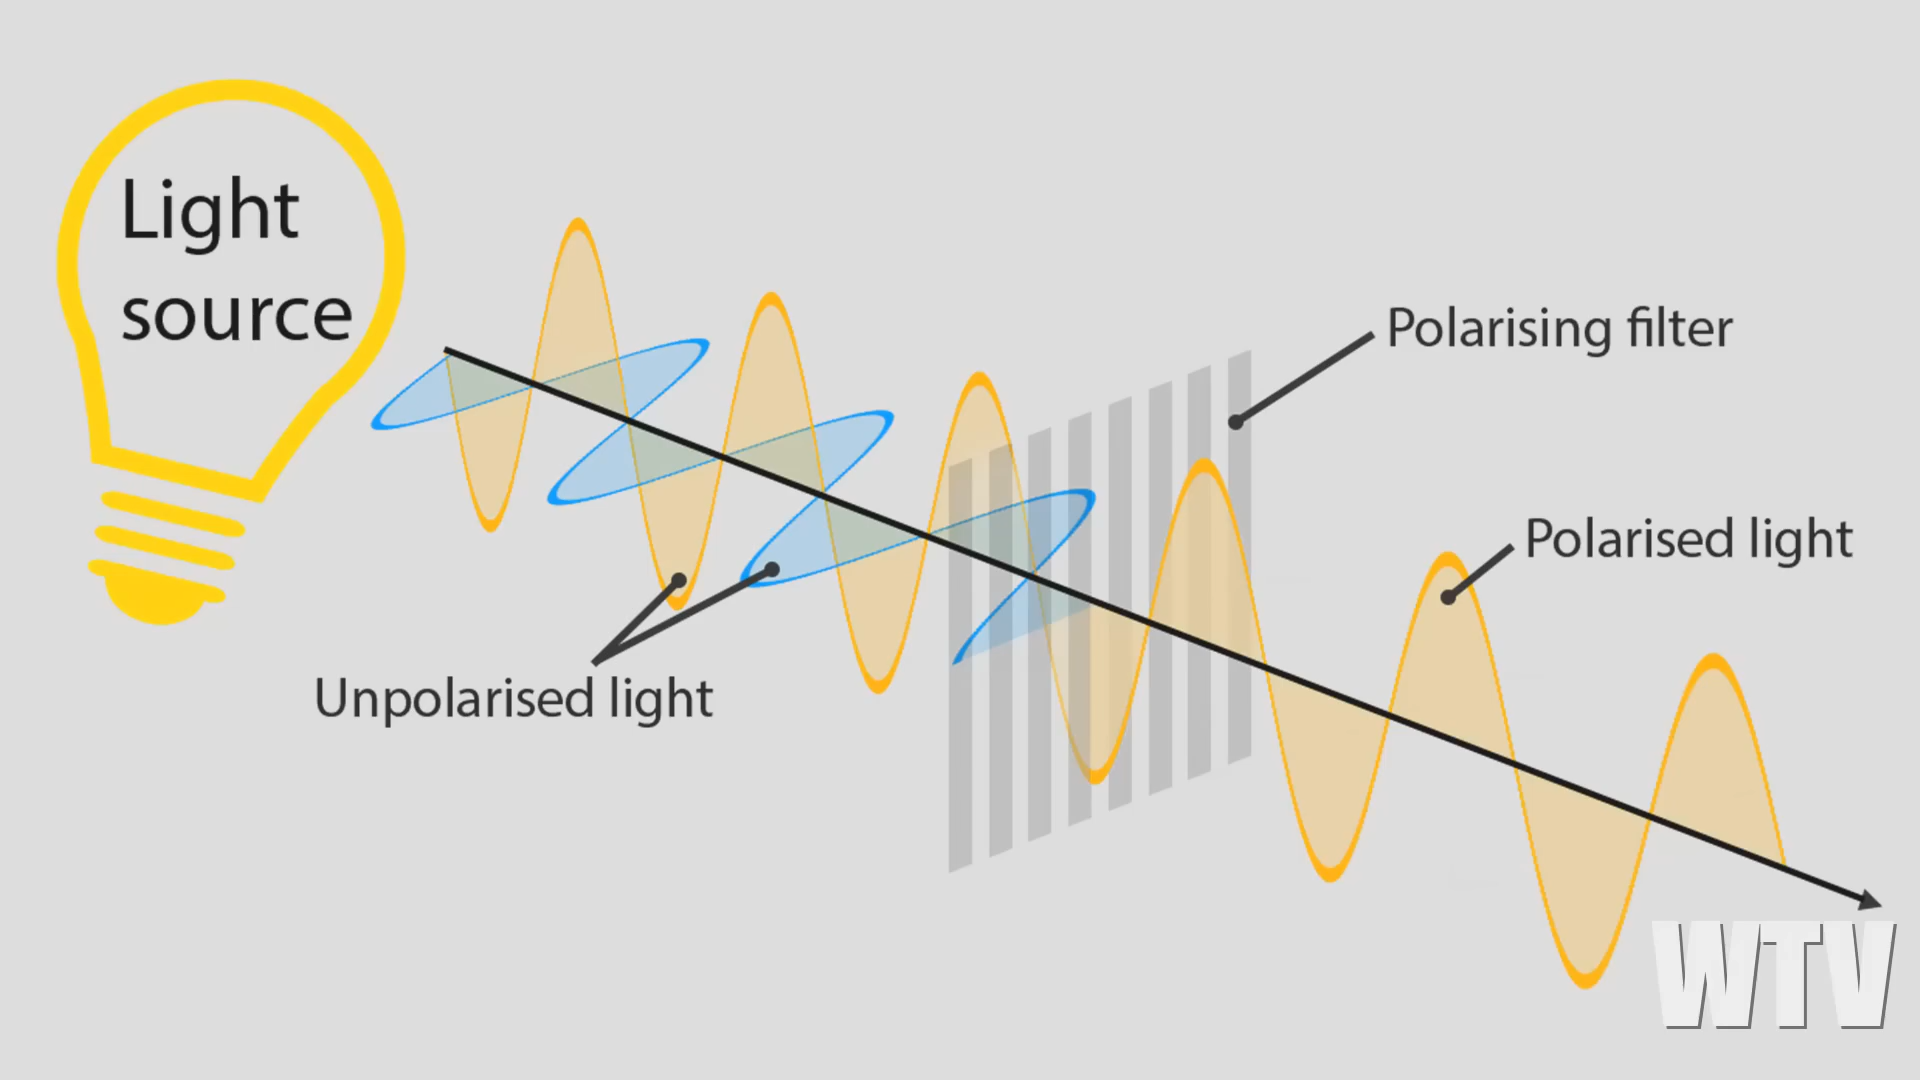 Light
source
Polarising filter
Polarised light
Unpolarised light
WTV